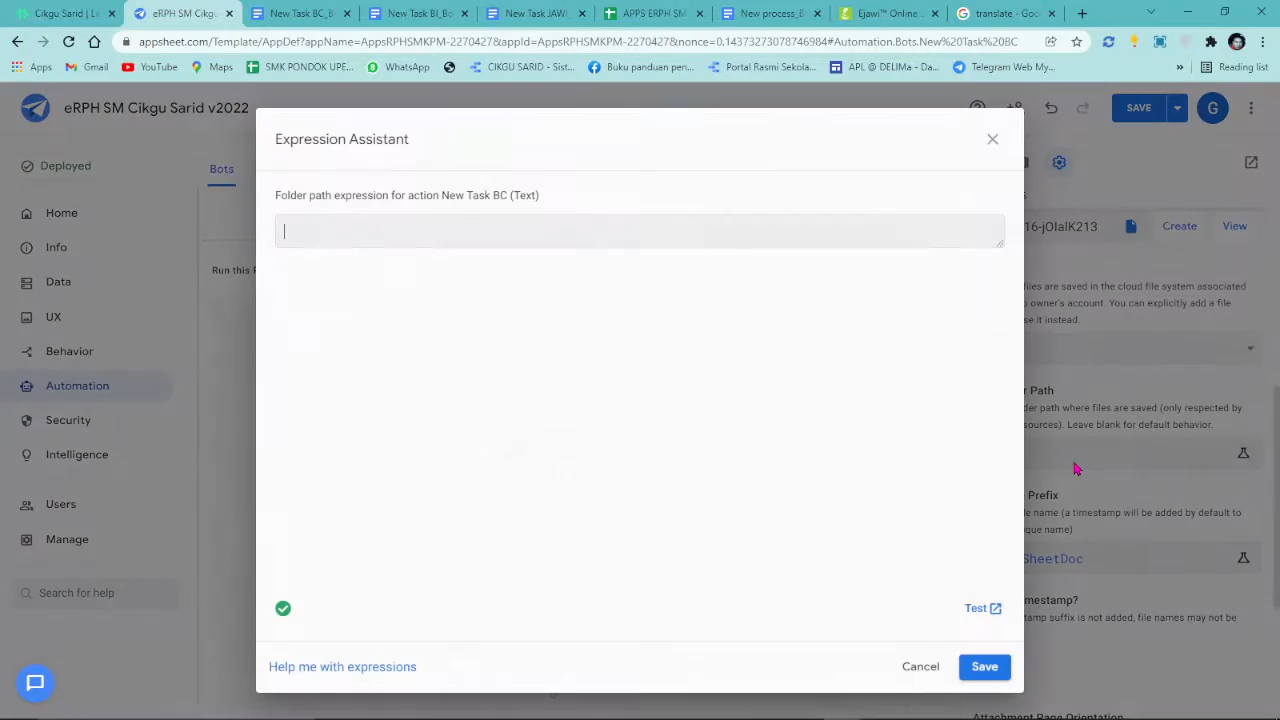 Cikgu Sarid | L
eRPH SM Cikgu
New Task BC_B
New Task BI_Bo
New Task JAWI_
APPS ERPH SM
New process_B
Ejawi™ Online
translate - Goo
appsheet.com/Template/AppDef?appName=AppsRPHSMKPM-2270427&appId=AppsRPHSMKPM-2270427&nonce=0.14373273078746984#Automation.Bots.New%20Task%20BC
Apps
Gmail
YouTube
Maps
SMK PONDOK UPE...
WhatsApp
CIKGU SARID - Sist...
Buku panduan pen...
Portal Rasmi Sekola...
APL @ DELIMa - Da...
Telegram Web My...
»
Reading list
eRPH SM Cikgu Sarid v2022
SAVE
G
Deployed
Bots
Home
Info
Data
UX
Behavior
Automation
Security
Intelligence
Users
Manage
Search for help
Run this
Expression Assistant
Folder path expression for action New Task BC (Text)
Test
Help me with expressions
Cancel
Save
16-jOIalK213
Create
View
files are saved in the cloud file system associated
owner's account. You can explicitly add a file
se it instead.
r Path
der path where files are saved (only respected by
sources). Leave blank for default behavior.
Prefix
le name (a timestamp will be added by default to
que name)
SheetDoc
mestamp?
tamp suffix is not added, file names may not be
Attachment Page Orientation